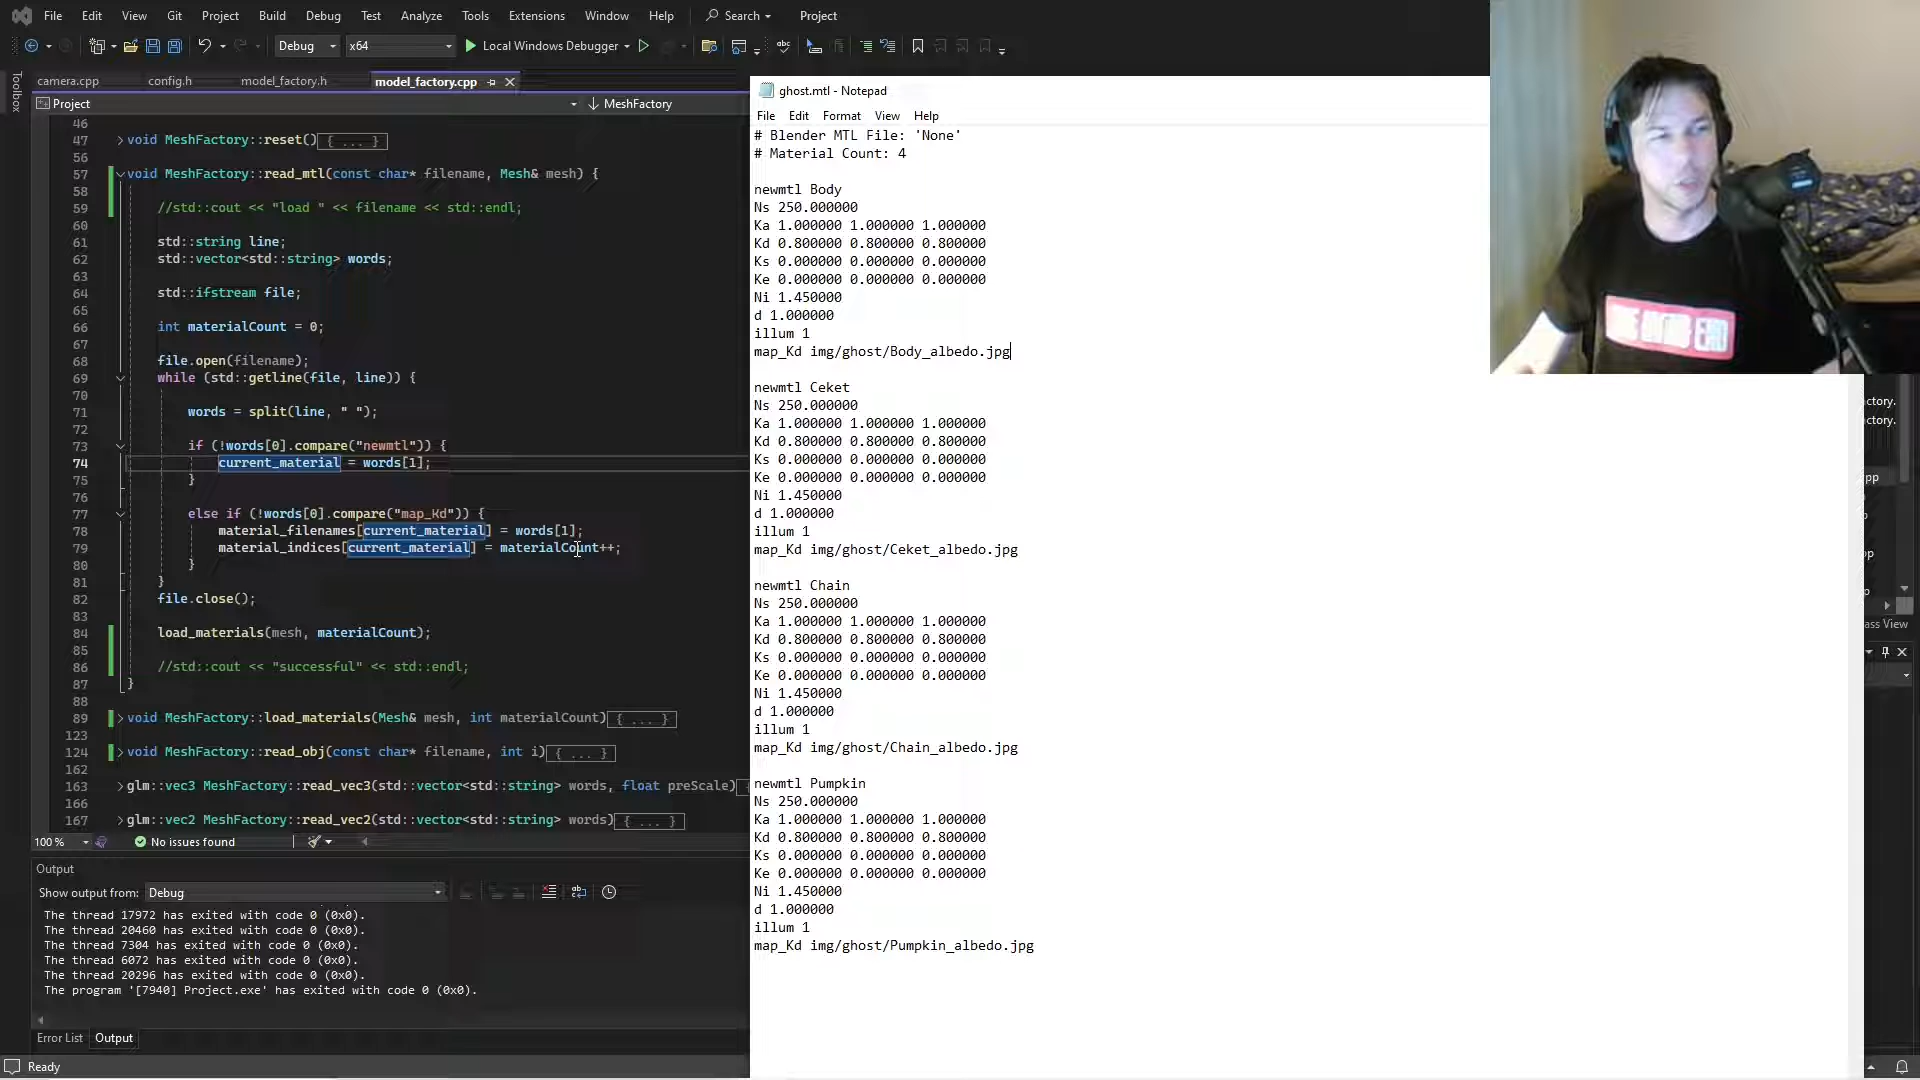 File Edit View Git Project Build Debug Test Analyze Tools Extensions Window Help Search Project
Debug x64 Local Windows Debugger
Toolbox
camera.cpp config.h model_factory.h model_factory.cpp
Project MeshFactory
46
47 void MeshFactory::reset() { ... }
56
57 void MeshFactory::read_mtl(const char* filename, Mesh& mesh) {
58
59 //std::cout << "load " << filename << std::endl;
60
61 std::string line;
62 std::vector<std::string> words;
63
64 std::ifstream file;
65
66 int materialCount = 0;
67
68 file.open(filename);
69 while (std::getline(file, line)) {
70
71 words = split(line, " ");
72
73 if (!words[0].compare("newmtl")) {
74 current_material = words[1];
75 }
76
77 else if (!words[0].compare("map_Kd")) {
78 material_filenames[current_material] = words[1];
79 material_indices[current_material] = materialCount++;
80 }
81 }
82 file.close();
83
84 load_materials(mesh, materialCount);
85
86 //std::cout << "successful" << std::endl;
87 }
88
89 void MeshFactory::load_materials(Mesh& mesh, int materialCount) { ... }
123
124 void MeshFactory::read_obj(const char* filename, int i) { ... }
162
163 glm::vec3 MeshFactory::read_vec3(std::vector<std::string> words, float preScale)
166
167 glm::vec2 MeshFactory::read_vec2(std::vector<std::string> words) { ... }
100 % No issues found
Output
Show output from: Debug
The thread 17972 has exited with code 0 (0x0).
The thread 20460 has exited with code 0 (0x0).
The thread 7304 has exited with code 0 (0x0).
The thread 6072 has exited with code 0 (0x0).
The thread 20296 has exited with code 0 (0x0).
The program '[7940] Project.exe' has exited with code 0 (0x0).
Error List Output
Ready
ghost.mtl - Notepad
File Edit Format View Help
# Blender MTL File: 'None'
# Material Count: 4
newmtl Body
Ns 250.000000
Ka 1.000000 1.000000 1.000000
Kd 0.800000 0.800000 0.800000
Ks 0.000000 0.000000 0.000000
Ke 0.000000 0.000000 0.000000
Ni 1.450000
d 1.000000
illum 1
map_Kd img/ghost/Body_albedo.jpg
newmtl Ceket
Ns 250.000000
Ka 1.000000 1.000000 1.000000
Kd 0.800000 0.800000 0.800000
Ks 0.000000 0.000000 0.000000
Ke 0.000000 0.000000 0.000000
Ni 1.450000
d 1.000000
illum 1
map_Kd img/ghost/Ceket_albedo.jpg
newmtl Chain
Ns 250.000000
Ka 1.000000 1.000000 1.000000
Kd 0.800000 0.800000 0.800000
Ks 0.000000 0.000000 0.000000
Ke 0.000000 0.000000 0.000000
Ni 1.450000
d 1.000000
illum 1
map_Kd img/ghost/Chain_albedo.jpg
newmtl Pumpkin
Ns 250.000000
Ka 1.000000 1.000000 1.000000
Kd 0.800000 0.800000 0.800000
Ks 0.000000 0.000000 0.000000
Ke 0.000000 0.000000 0.000000
Ni 1.450000
d 1.000000
illum 1
map_Kd img/ghost/Pumpkin_albedo.jpg
ctory.
ctory.
pp
p
ass View